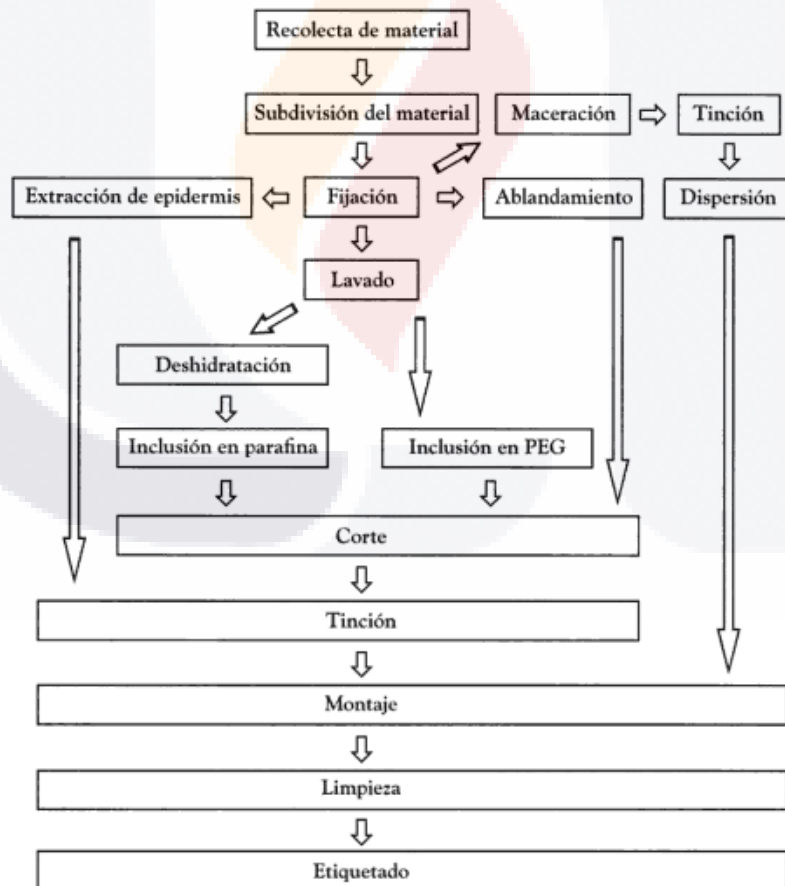 Recolecta de material
Subdivisión del material
Maceración
Tinción
Extracción de epidermis
Fijación
Ablandamiento
Dispersión
Lavado
Deshidratación
Inclusión en parafina
Inclusión en PEG
Corte
Tinción
Montaje
Limpieza
Etiquetado